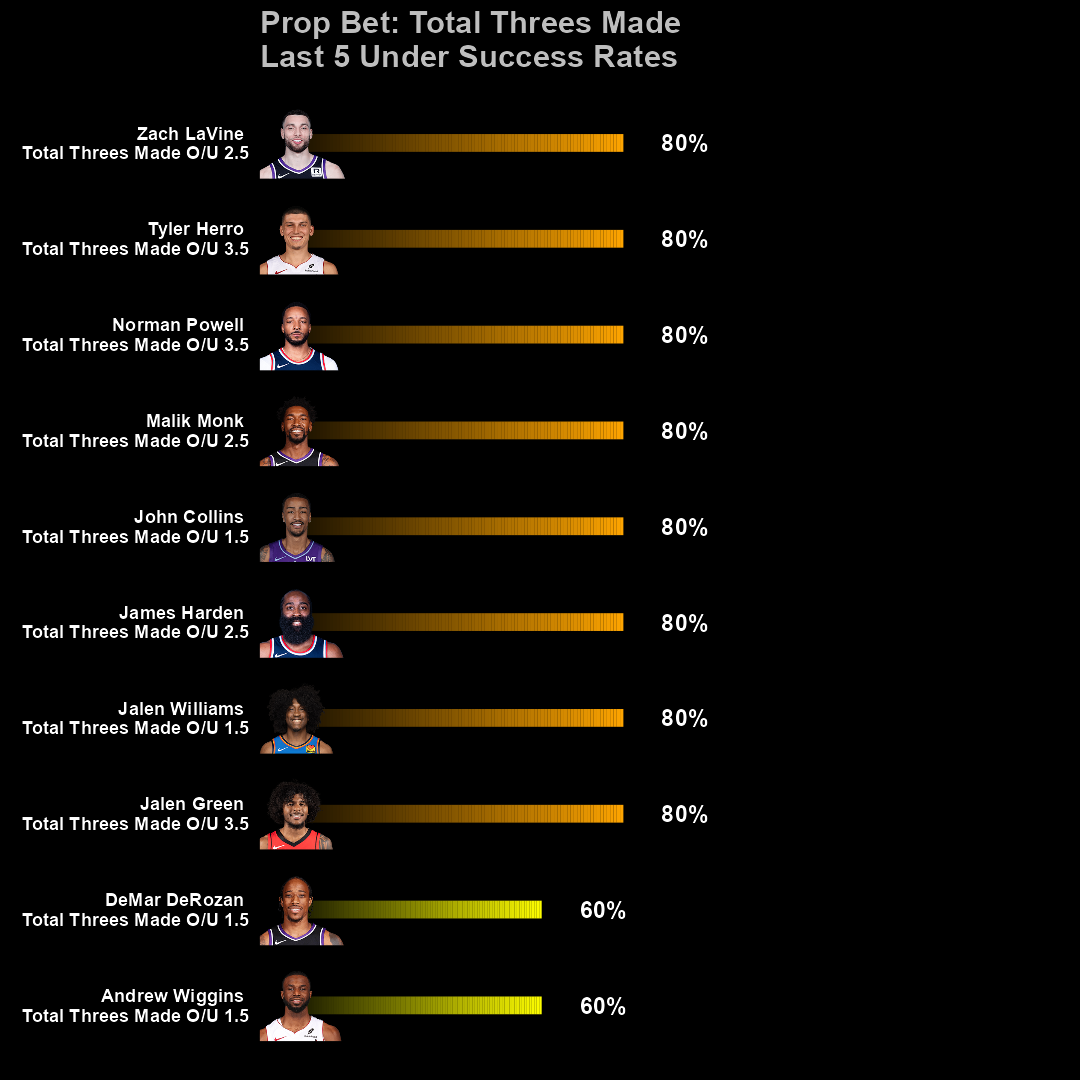 Prop Bet: Total Threes Made
Last 5 Under Success Rates
Zach LaVine
Total Threes Made O/U 2.5
80%
Tyler Herro
Total Threes Made O/U 3.5
80%
Norman Powell
Total Threes Made O/U 3.5
80%
Malik Monk
Total Threes Made O/U 2.5
80%
John Collins
Total Threes Made O/U 1.5
80%
James Harden
Total Threes Made O/U 2.5
80%
Jalen Williams
Total Threes Made O/U 1.5
80%
Jalen Green
Total Threes Made O/U 3.5
80%
DeMar DeRozan
Total Threes Made O/U 1.5
60%
Andrew Wiggins
Total Threes Made O/U 1.5
60%